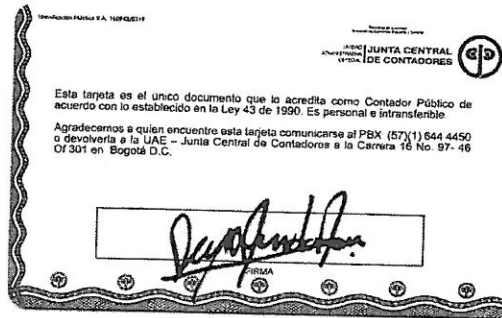 UNIDAD
ADMINISTRATIVA
ESPECIAL
JUNTA CENTRAL
DE CONTADORES
Esta tarjeta es el único documento que lo acredita como Contador Público de
acuerdo con lo establecido en la Ley 43 de 1990. Es personal e intransferible.
Agradecemos a quien encuentre esta tarjeta comunicarse al PBX (57)(1) 644 4450
o devolverla a la UAE – Junta Central de Contadores a la Carrera 16 No. 97- 46
Of 301 en Bogotá D.C.
FIRMA